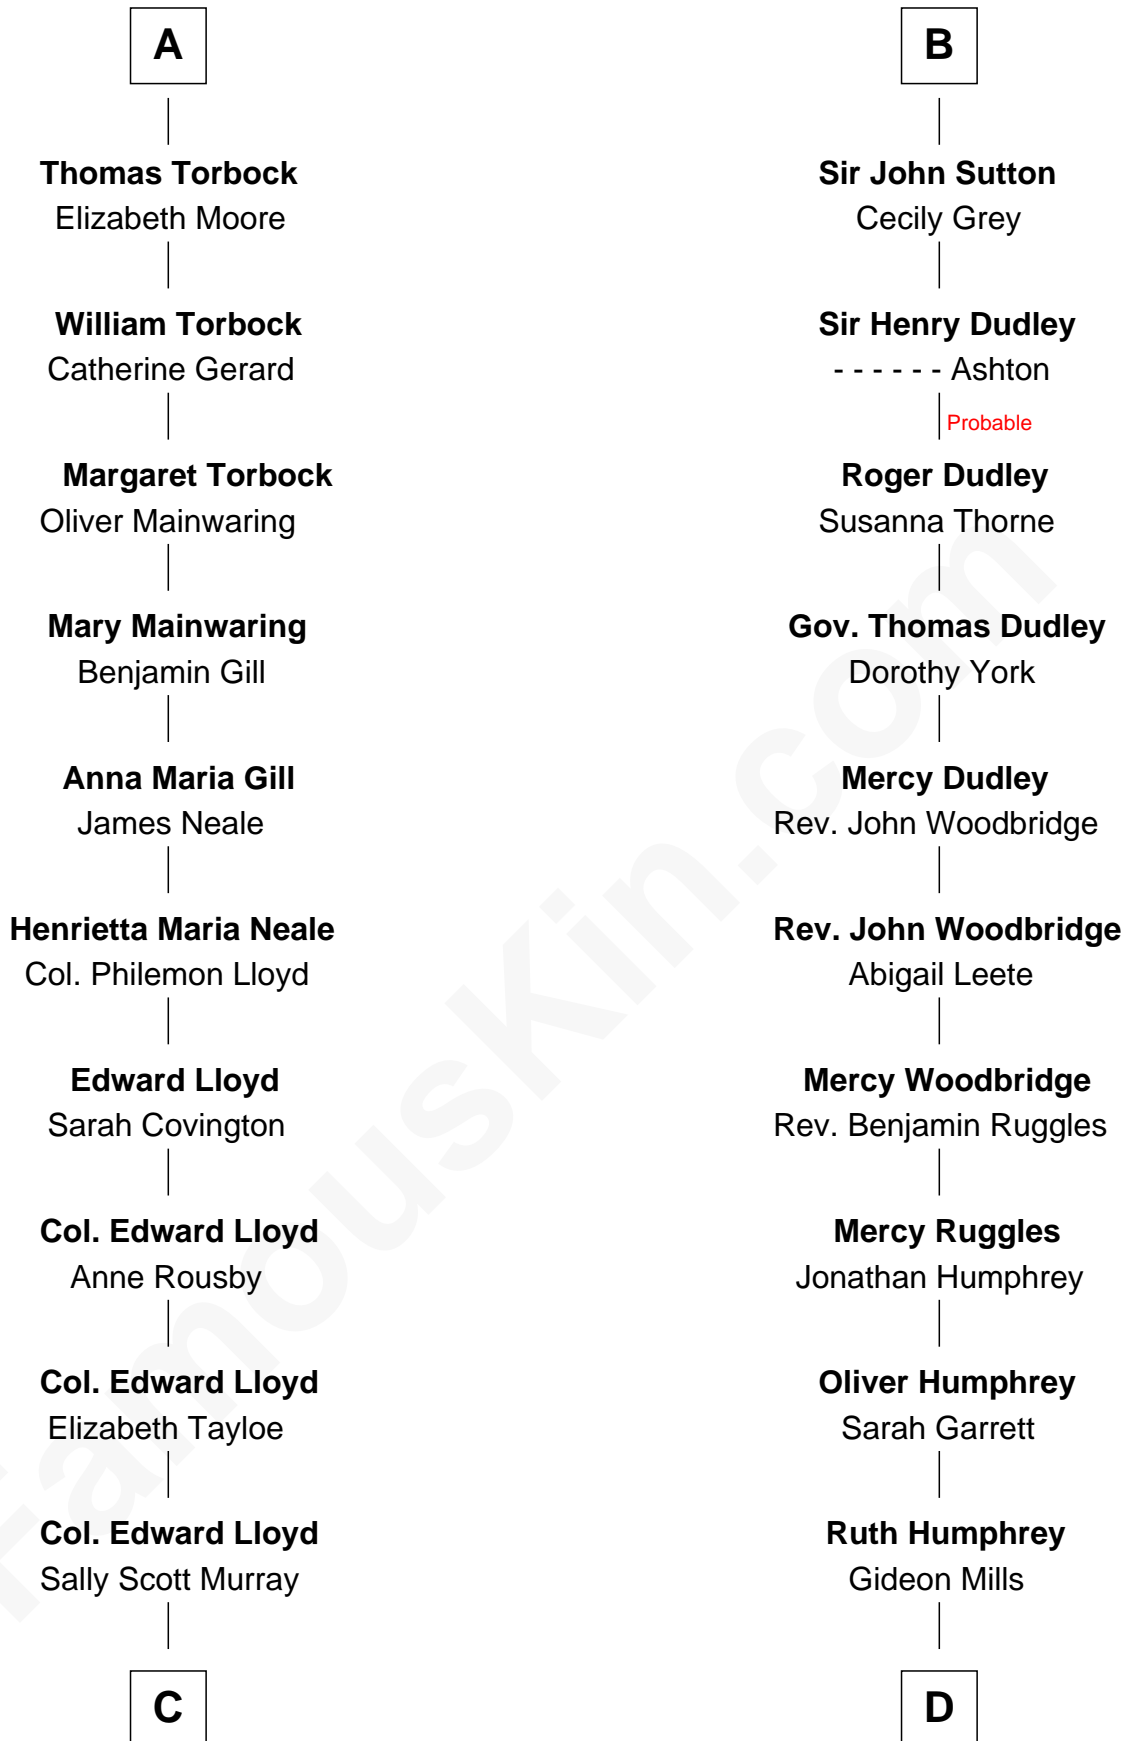 A
Thomas Torbock
Elizabeth Moore
William Torbock
Catherine Gerard
Margaret Torbock
Oliver Mainwaring
Mary Mainwaring
Benjamin Gill
Anna Maria Gill
James Neale
Henrietta Maria Neale
Col. Philemon Lloyd
Edward Lloyd
Sarah Covington
Col. Edward Lloyd
Anne Rousby
Col. Edward Lloyd
Elizabeth Tayloe
Col. Edward Lloyd
Sally Scott Murray
C
B
Sir John Sutton
Cecily Grey
Sir Henry Dudley
- - - - - - Ashton
Probable
Roger Dudley
Susanna Thorne
Gov. Thomas Dudley
Dorothy York
Mercy Dudley
Rev. John Woodbridge
Rev. John Woodbridge
Abigail Leete
Mercy Woodbridge
Rev. Benjamin Ruggles
Mercy Ruggles
Jonathan Humphrey
Oliver Humphrey
Sarah Garrett
Ruth Humphrey
Gideon Mills
D
FamousKin.com